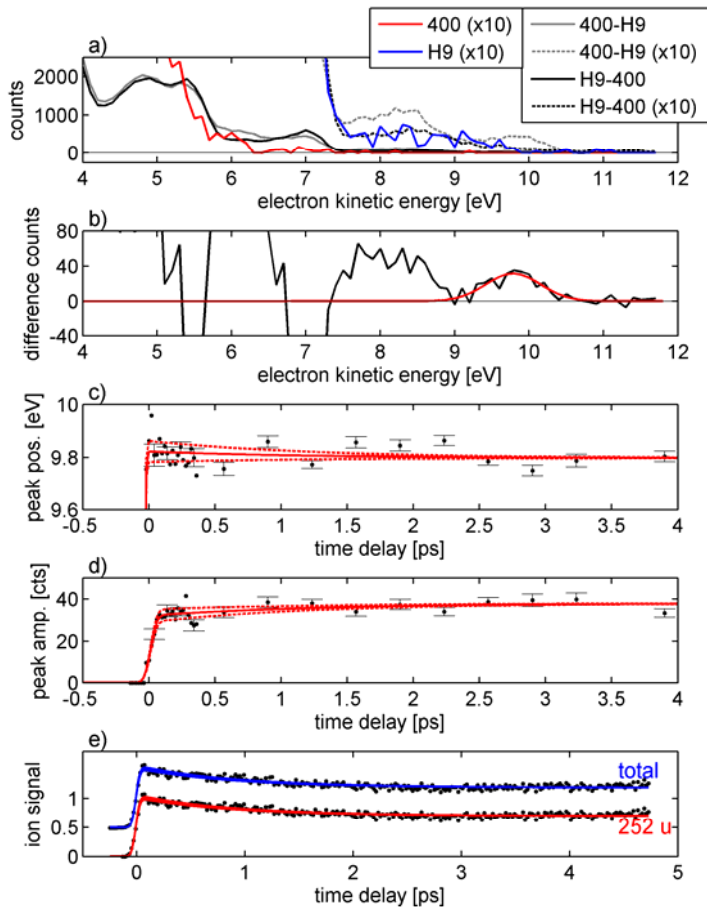 400 (x10)
H9 (x10)
400-H9
400-H9 (x10)
H9-400
H9-400 (x10)
a)
counts
2000
1000
0
4 5 6 7 8 9 10 11 12
electron kinetic energy [eV]
b)
difference counts
80
40
0
-40
4 5 6 7 8 9 10 11 12
electron kinetic energy [eV]
c)
peak pos. [eV]
10
9.8
9.6
-0.5 0 0.5 1 1.5 2 2.5 3 3.5 4
time delay [ps]
d)
peak amp. [cts]
40
20
0
-0.5 0 0.5 1 1.5 2 2.5 3 3.5 4
time delay [ps]
e)
ion signal
1
0.5
0
total
252 u
0 1 2 3 4 5
time delay [ps]